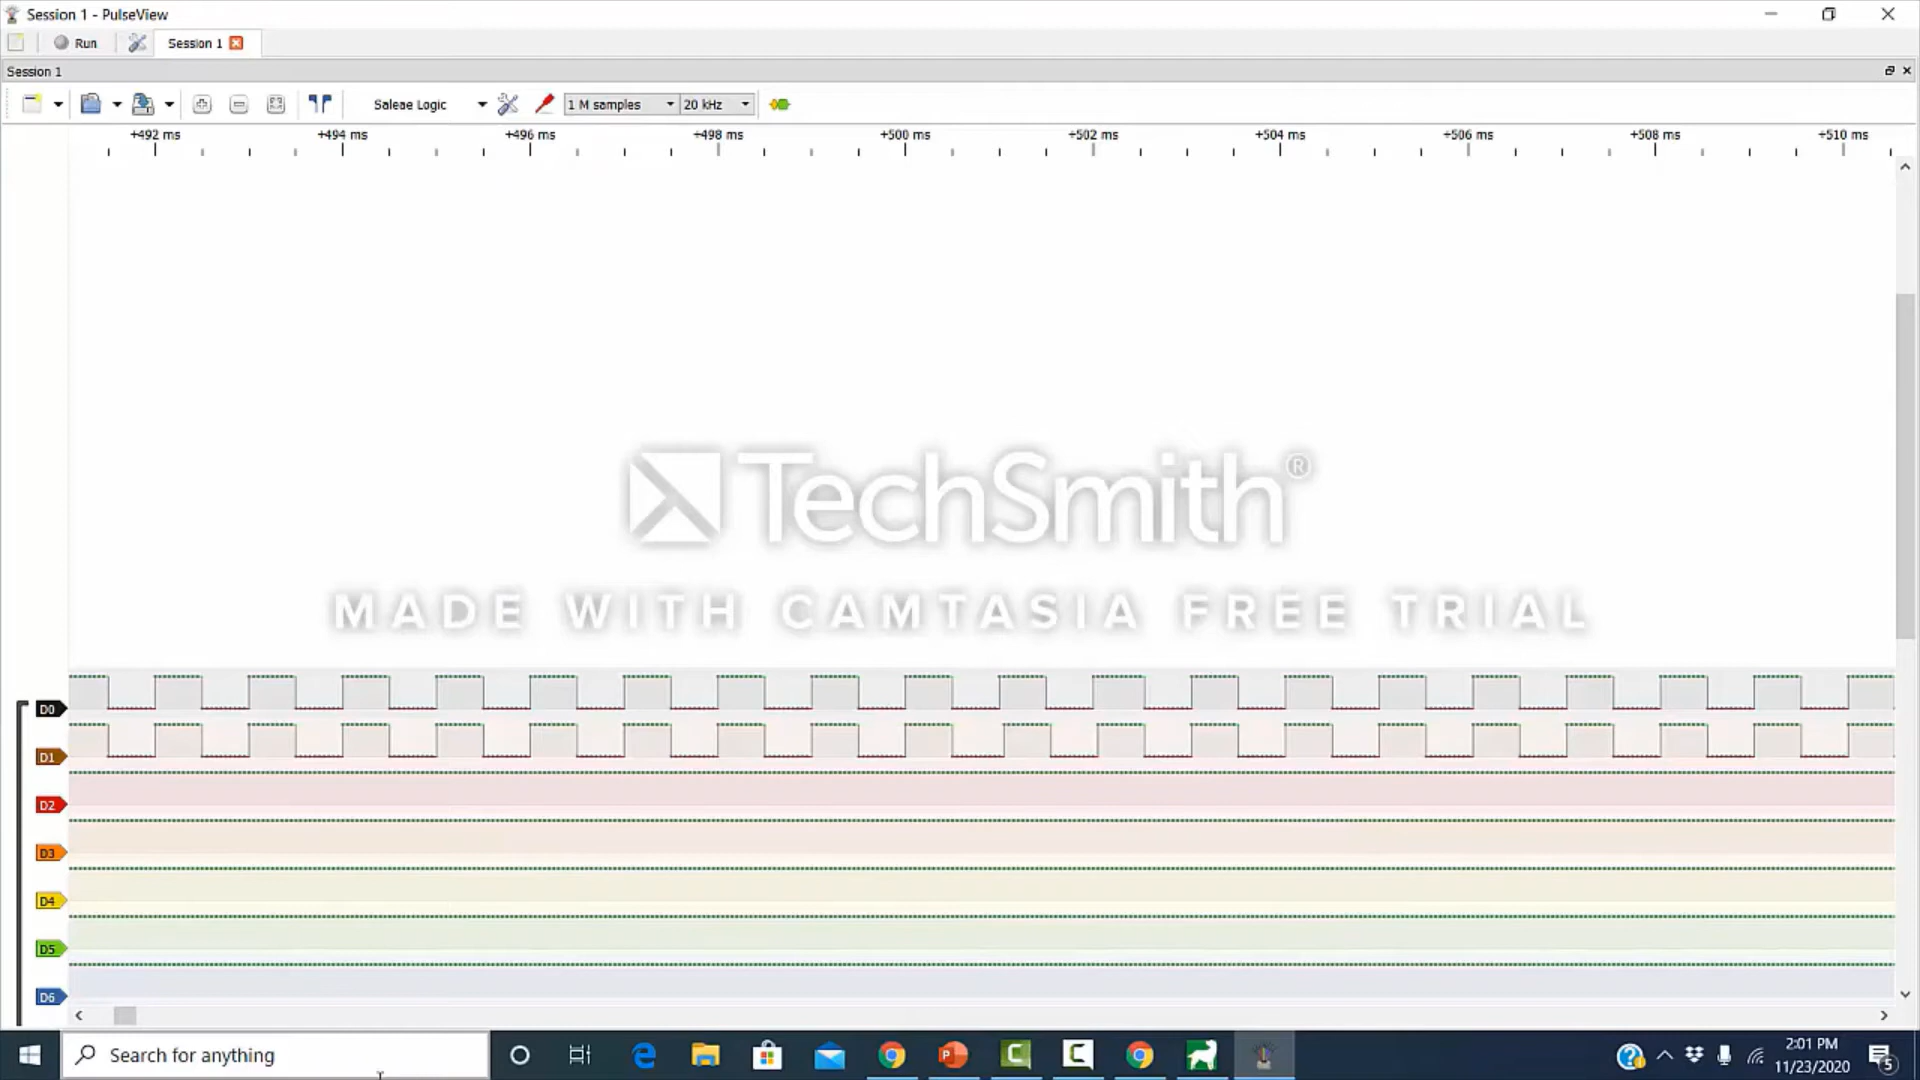 Session 1 - PulseView
Run
Session 1
Session 1
Saleae Logic
1 M samples
20 kHz
+492 ms +494 ms +496 ms +498 ms +500 ms +502 ms +504 ms +506 ms +508 ms +510 ms
TechSmith®
MADE WITH CAMTASIA FREE TRIAL
D0
D1
D2
D3
D4
D5
D6
Search for anything
2:01 PM
11/23/2020
5